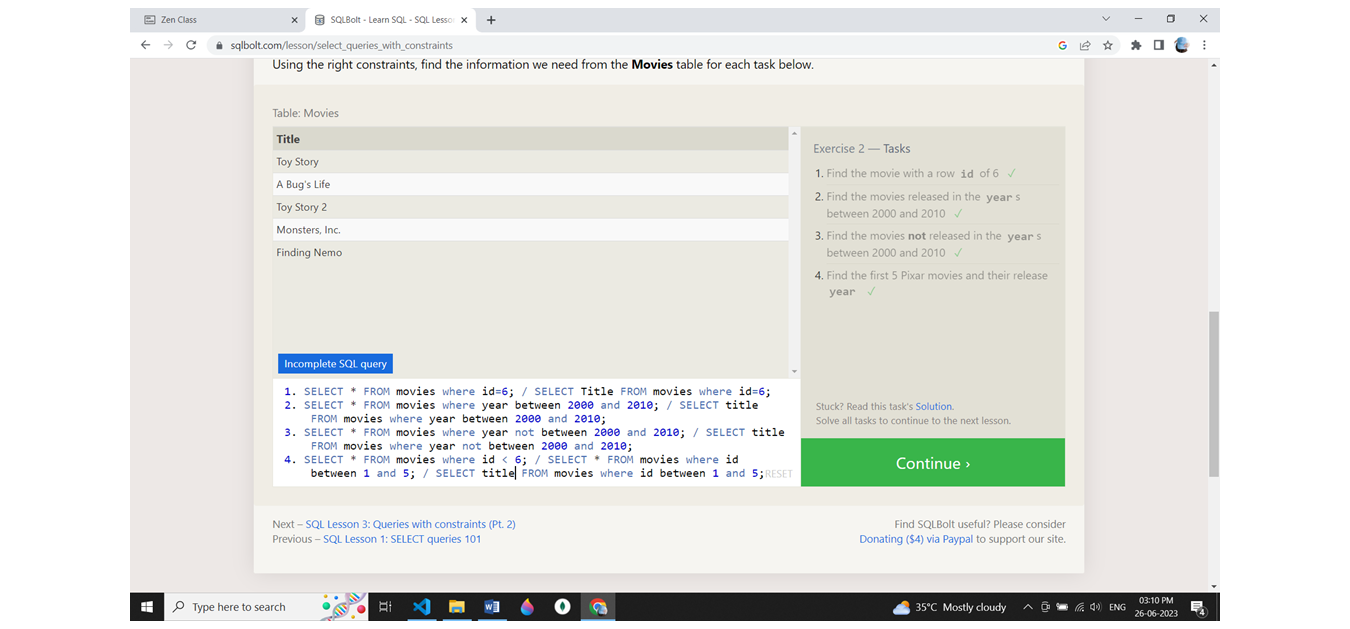 Zen Class
SQLBolt - Learn SQL - SQL Lesso
sqlbolt.com/lesson/select_queries_with_constraints
Using the right constraints, find the information we need from the Movies table for each task below.
Table: Movies
Title
Toy Story
A Bug's Life
Toy Story 2
Monsters, Inc.
Finding Nemo
Incomplete SQL query
1. SELECT * FROM movies where id=6; / SELECT Title FROM movies where id=6;
2. SELECT * FROM movies where year between 2000 and 2010; / SELECT title
FROM movies where year between 2000 and 2010;
3. SELECT * FROM movies where year not between 2000 and 2010; / SELECT title
FROM movies where year not between 2000 and 2010;
4. SELECT * FROM movies where id < 6; / SELECT * FROM movies where id
between 1 and 5; / SELECT title FROM movies where id between 1 and 5;
RESET
Exercise 2 — Tasks
1. Find the movie with a row id of 6 ✓
2. Find the movies released in the year s
between 2000 and 2010 ✓
3. Find the movies not released in the year s
between 2000 and 2010 ✓
4. Find the first 5 Pixar movies and their release
year ✓
Stuck? Read this task's Solution.
Solve all tasks to continue to the next lesson.
Continue ›
Next – SQL Lesson 3: Queries with constraints (Pt. 2)
Previous – SQL Lesson 1: SELECT queries 101
Find SQLBolt useful? Please consider
Donating ($4) via Paypal to support our site.
Type here to search
35°C Mostly cloudy
ENG
03:10 PM
26-06-2023
4